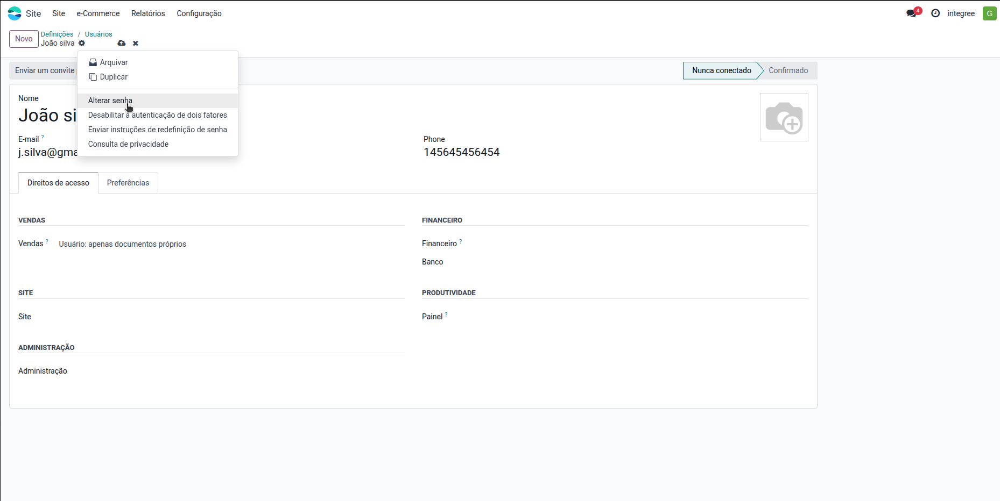 Site Site e-Commerce Relatórios Configuração 4 integree G
Novo Definições / Usuários
João silva
Arquivar
Duplicar
Enviar um convite
Nunca conectado Confirmado
Alterar senha
Desabilitar a autenticação de dois fatores
Enviar instruções de redefinição de senha
Consulta de privacidade
Nome
João si
E-mail ?
j.silva@gma
Phone
145645456454
Direitos de acesso Preferências
VENDAS
Vendas ? Usuário: apenas documentos próprios
FINANCEIRO
Financeiro ?
Banco
SITE
Site
PRODUTIVIDADE
Painel ?
ADMINISTRAÇÃO
Administração